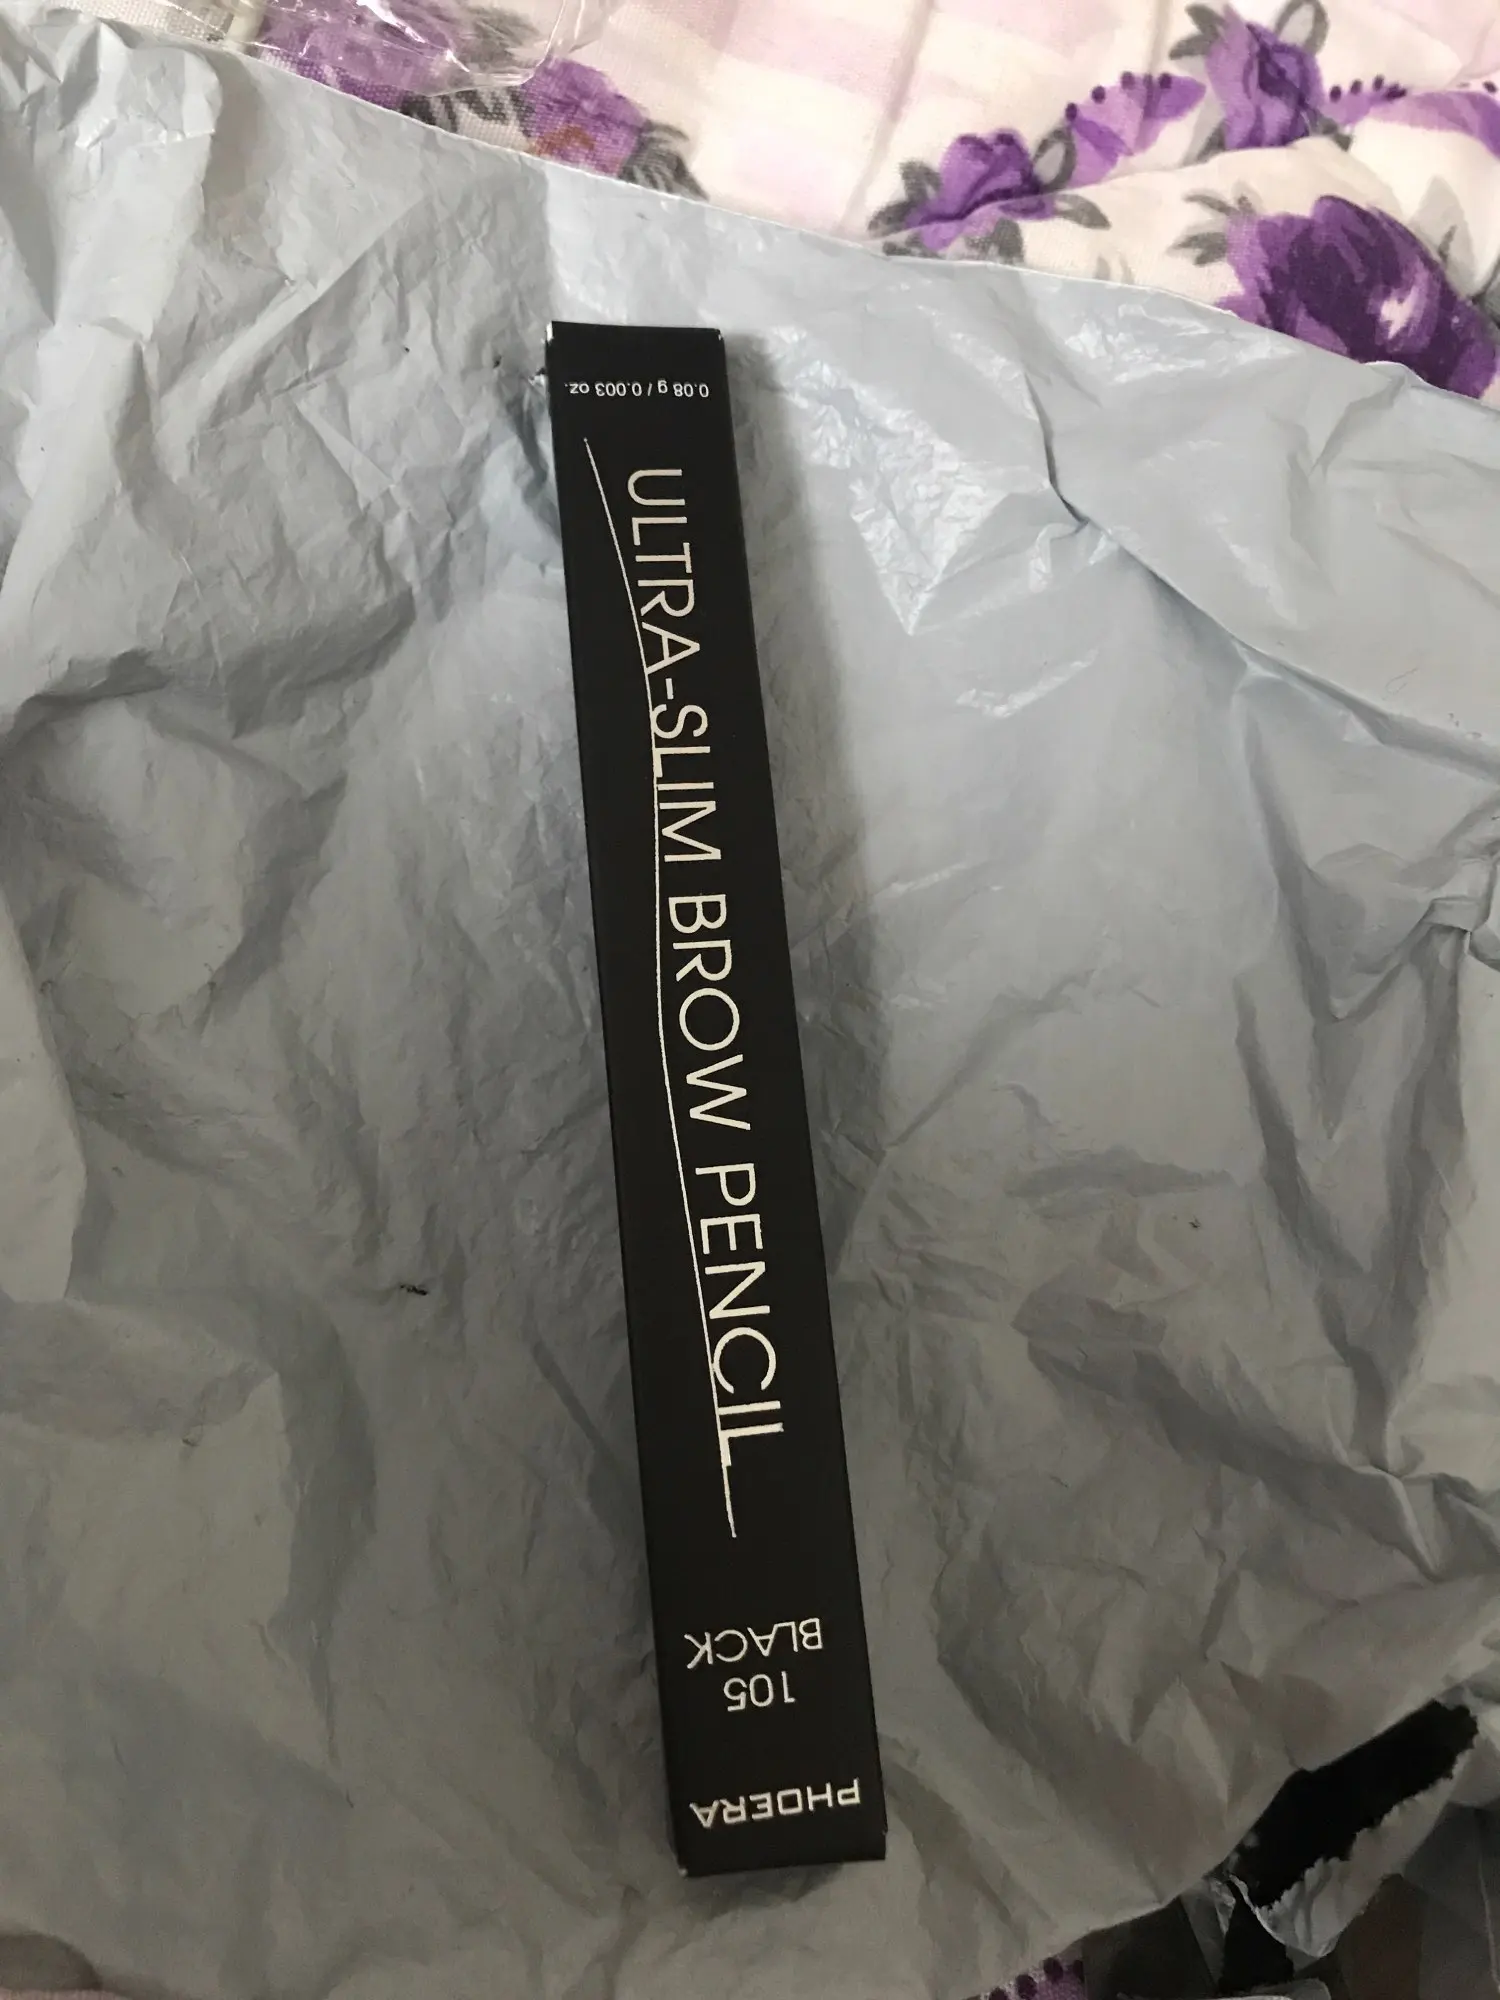 PHOERA
105
BLACK
ULTRA-SLIM BROW PENCIL
0.08 g / 0.003 oz.